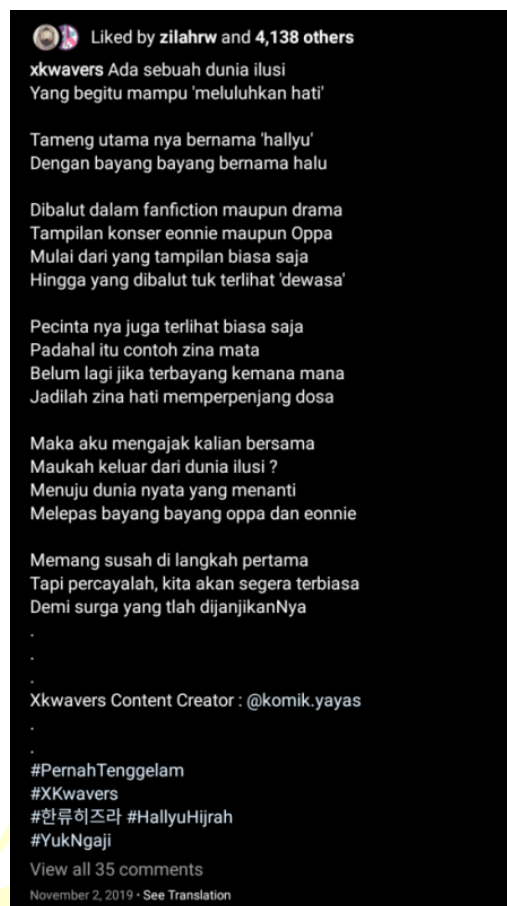 Liked by zilahrw and 4,138 others
xkwavers Ada sebuah dunia ilusi
Yang begitu mampu 'meluluhkan hati'
Tameng utama nya bernama 'hallyu'
Dengan bayang bayang bernama halu
Dibalut dalam fanfiction maupun drama
Tampilan konser eonnie maupun Oppa
Mulai dari yang tampilan biasa saja
Hingga yang dibalut tuk terlihat 'dewasa'
Pecinta nya juga terlihat biasa saja
Padahal itu contoh zina mata
Belum lagi jika terbayang kemana mana
Jadilah zina hati memperpenjang dosa
Maka aku mengajak kalian bersama
Maukah keluar dari dunia ilusi ?
Menuju dunia nyata yang menanti
Melepas bayang bayang oppa dan eonnie
Memang susah di langkah pertama
Tapi percayalah, kita akan segera terbiasa
Demi surga yang tlah dijanjikanNya
.
.
.
Xkwavers Content Creator : @komik.yayas
.
.
#PernahTenggelam
#XKwavers
#한류히즈라 #HallyuHijrah
#YukNgaji
View all 35 comments
November 2, 2019 • See Translation